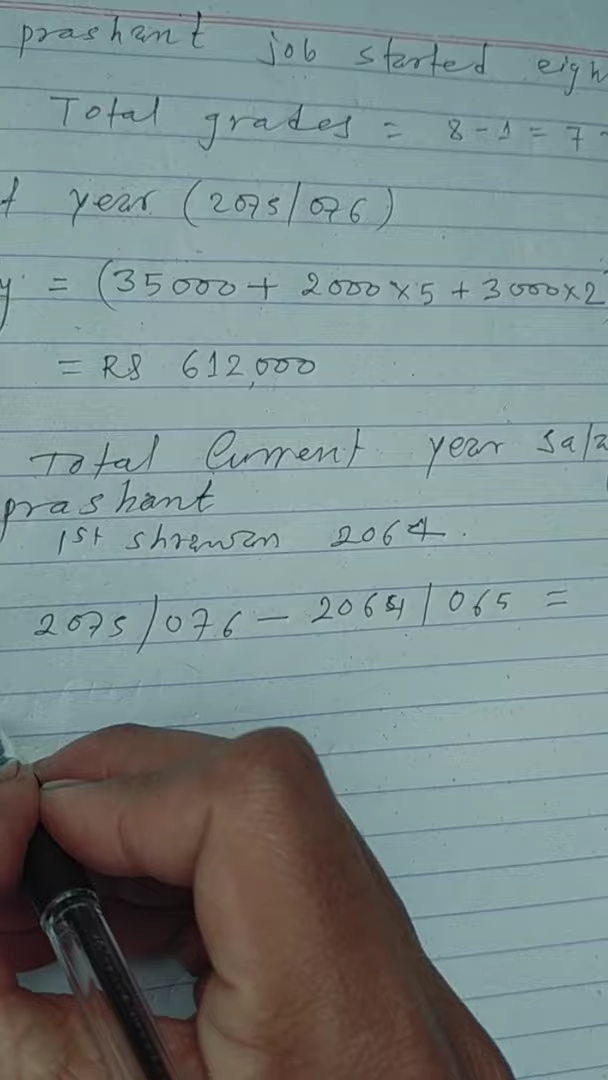 prashant job started eigh
Total grades = 8 - 1 = 7
f year (2075/076)
y = (35000 + 2000×5 + 3000×2
= RS 612,000
Total Current year Sala
prashant
1st shrawan 2064.
2075/076 - 2064/065 =